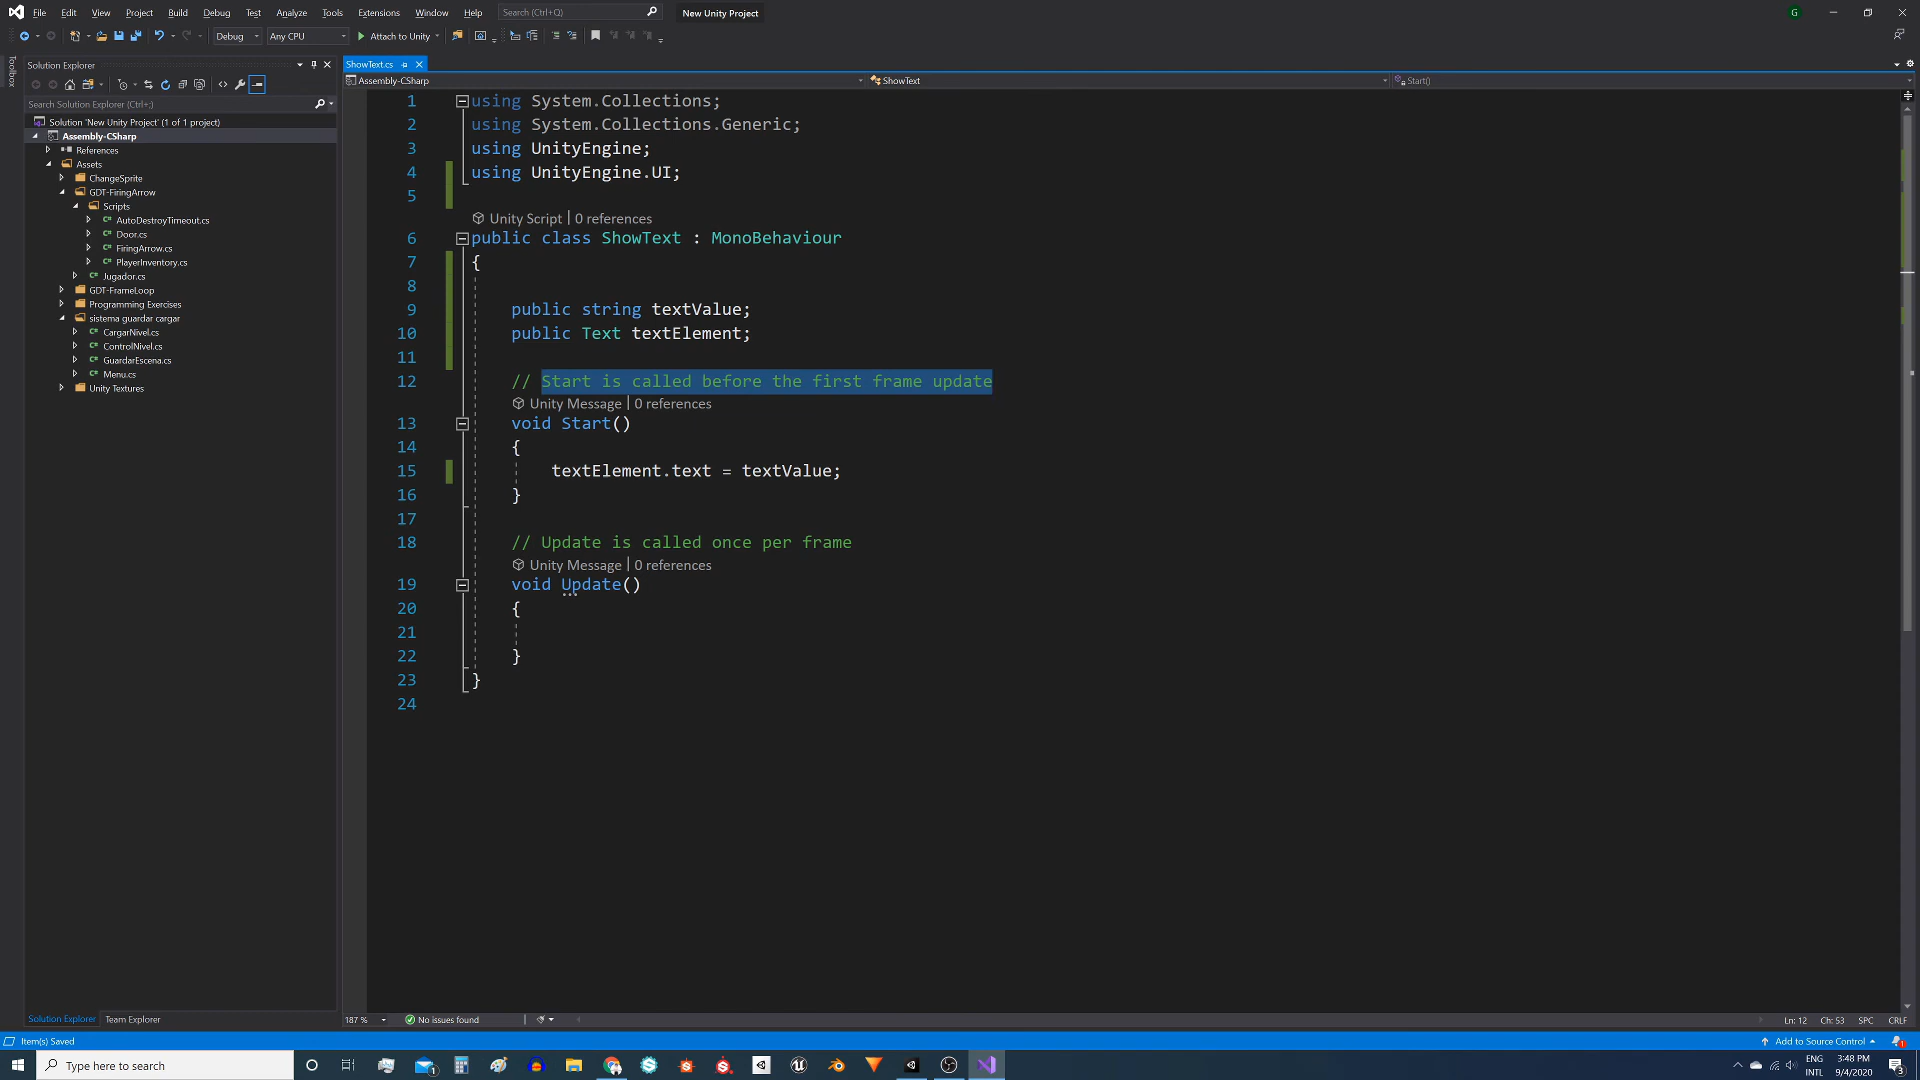 File Edit View Project Build Debug Test Analyze Tools Extensions Window Help Search (Ctrl+Q) New Unity Project G
Debug Any CPU Attach to Unity
Toolbox
Solution Explorer
Search Solution Explorer (Ctrl+;)
Solution 'New Unity Project' (1 of 1 project)
Assembly-CSharp
References
Assets
ChangeSprite
GDT-FiringArrow
Scripts
AutoDestroyTimeout.cs
Door.cs
FiringArrow.cs
PlayerInventory.cs
Jugador.cs
GDT-FrameLoop
Programming Exercises
sistema guardar cargar
CargarNivel.cs
ControlNivel.cs
GuardarEscena.cs
Menu.cs
Unity Textures
Solution Explorer Team Explorer
ShowText.cs
Assembly-CSharp ShowText Start()
1 using System.Collections;
2 using System.Collections.Generic;
3 using UnityEngine;
4 using UnityEngine.UI;
5
Unity Script | 0 references
6 public class ShowText : MonoBehaviour
7 {
8
9 public string textValue;
10 public Text textElement;
11
12 // Start is called before the first frame update
Unity Message | 0 references
13 void Start()
14 {
15 textElement.text = textValue;
16 }
17
18 // Update is called once per frame
Unity Message | 0 references
19 void Update()
20 {
21
22 }
23 }
24
187 % No issues found Ln: 12 Ch: 53 SPC CRLF
Item(s) Saved Add to Source Control 1
Type here to search 1 ENG INTL 3:48 PM 9/4/2020 3